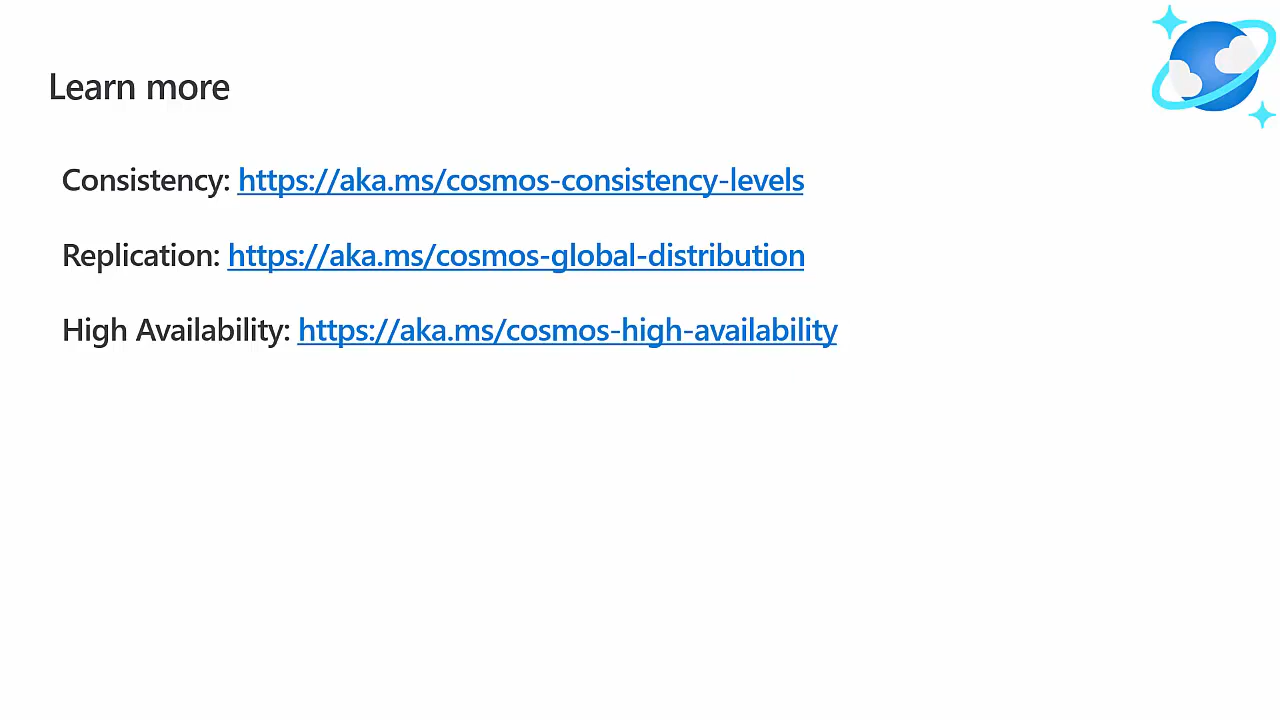 Learn more
Consistency: https://aka.ms/cosmos-consistency-levels
Replication: https://aka.ms/cosmos-global-distribution
High Availability: https://aka.ms/cosmos-high-availability